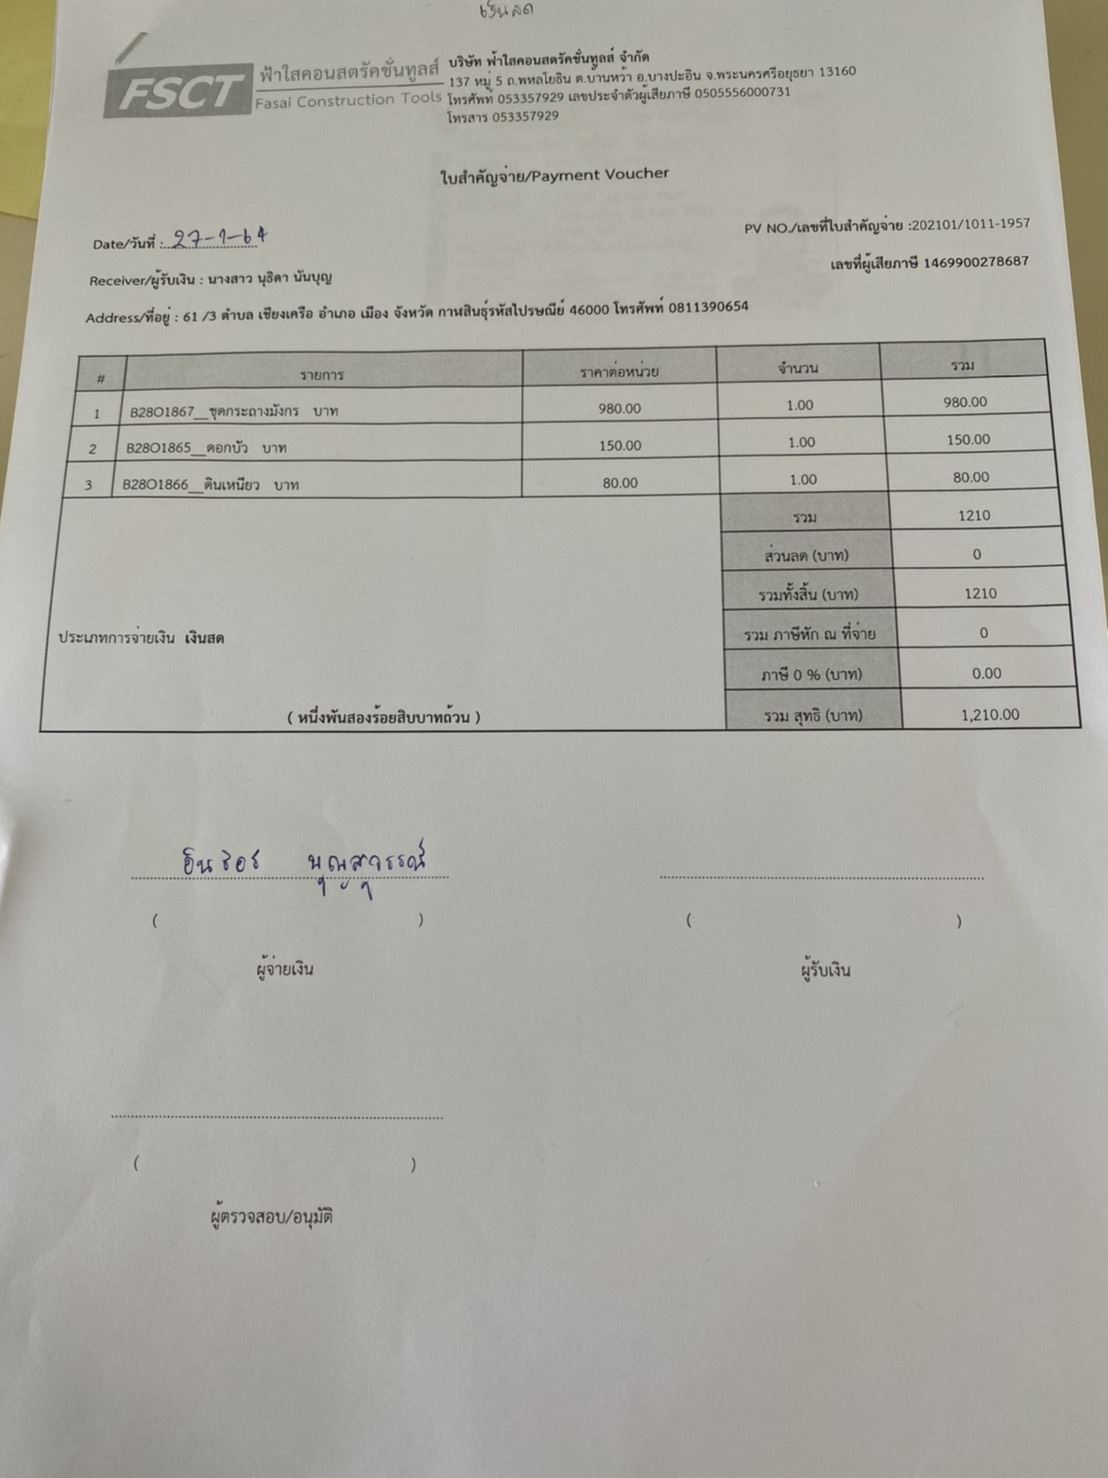 เงินสด
FSCT
ฟ้าใสคอนสตรัคชั่นทูลส์
Fasai Construction Tools
บริษัท ฟ้าใสคอนสตรัคชั่นทูลส์ จำกัด
137 หมู่ 5 ถ.พหลโยธิน ต.บ้านหว้า อ.บางปะอิน จ.พระนครศรีอยุธยา 13160
โทรศัพท์ 053357929 เลขประจำตัวผู้เสียภาษี 0505556000731
โทรสาร 053357929
ใบสำคัญจ่าย/Payment Voucher
PV NO./เลขที่ใบสำคัญจ่าย :202101/1011-1957
Date/วันที่ : 27-1-64
เลขที่ผู้เสียภาษี 1469900278687
Receiver/ผู้รับเงิน : นางสาว นุธิดา นันบุญ
Address/ที่อยู่ : 61 /3 ตำบล เชียงเครือ อำเภอ เมือง จังหวัด กาฬสินธุ์รหัสไปรษณีย์ 46000 โทรศัพท์ 0811390654
# รายการ ราคาต่อหน่วย จำนวน รวม
1 B28O1867__ชุดกระถางมังกร บาท 980.00 1.00 980.00
2 B28O1865__ดอกบัว บาท 150.00 1.00 150.00
3 B28O1866__ดินเหนียว บาท 80.00 1.00 80.00
รวม 1210
ส่วนลด (บาท) 0
รวมทั้งสิ้น (บาท) 1210
ประเภทการจ่ายเงิน เงินสด รวม ภาษีหัก ณ ที่จ่าย 0
ภาษี 0 % (บาท) 0.00
( หนึ่งพันสองร้อยสิบบาทถ้วน ) รวม สุทธิ (บาท) 1,210.00
( ) ( )
ผู้จ่ายเงิน ผู้รับเงิน
( )
ผู้ตรวจสอบ/อนุมัติ